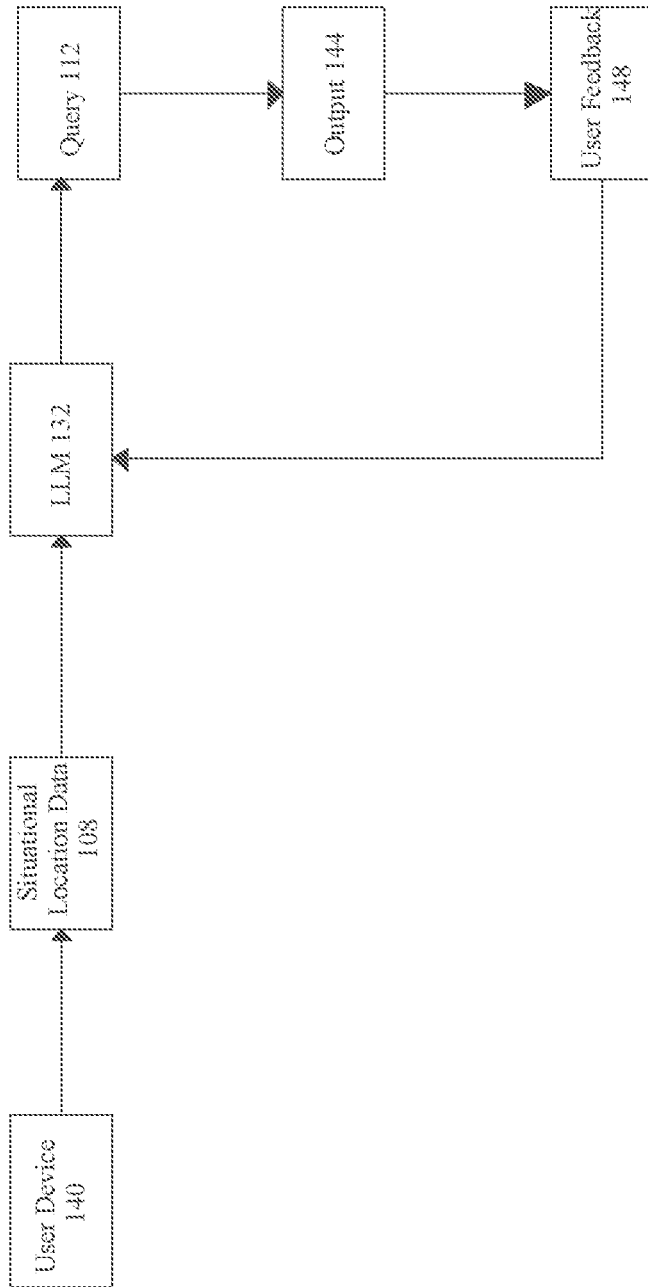 User Device
140
Situational
Location Data
108
LLM 132
Query 112
Output 144
User Feedback
148